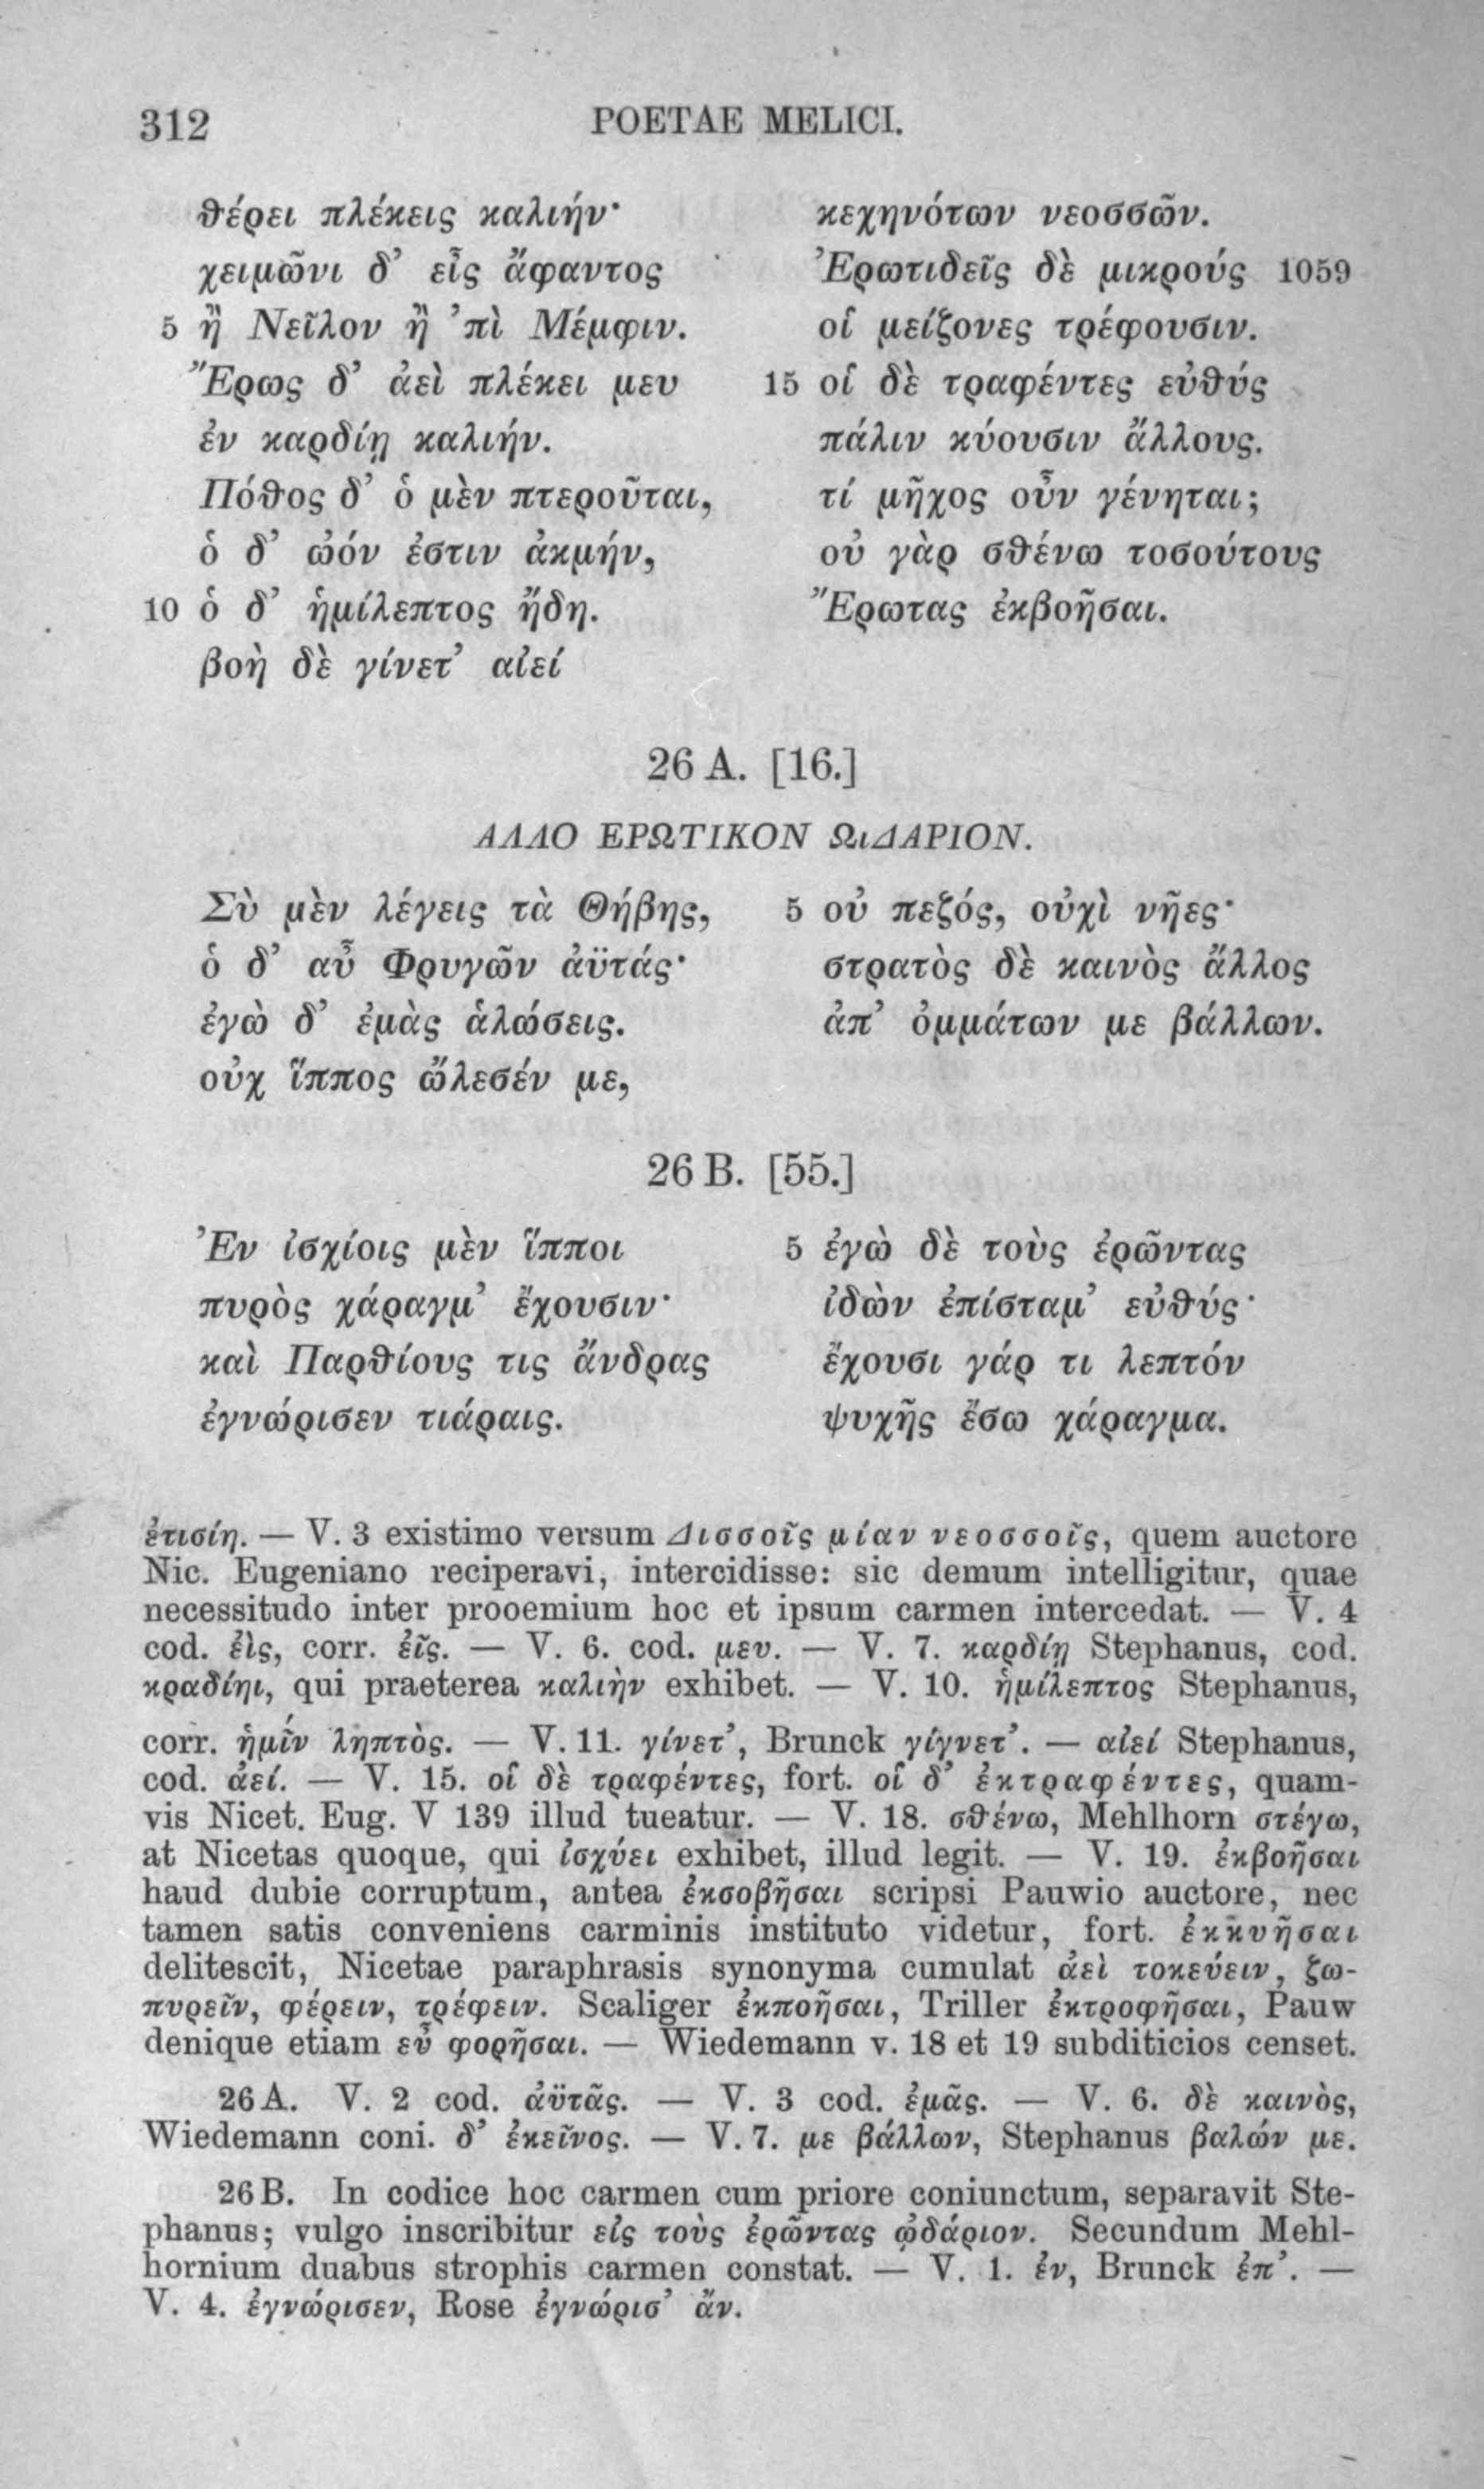 312
POETAE MELICI.
θέρει πλέκεις καλιήν·
χειμῶνι δ’ εἶς ἄφαντος
5 ἢ Νεῖλον ἢ ’πὶ Μέμφιν.
Ἔρως δ’ ἀεὶ πλέκει μευ
ἐν καρδίῃ καλιήν.
Πόθος δ’ ὁ μὲν πτεροῦται,
ὁ δ’ ᾠόν ἐστιν ἀκμήν,
10 ὁ δ’ ἡμίλεπτος ἤδη.
βοὴ δὲ γίνετ’ αἰεί
κεχηνότων νεοσσῶν.
Ἐρωτιδεῖς δὲ μικρούς 1059
οἱ μείζονες τρέφουσιν.
15 οἱ δὲ τραφέντες εὐθύς
πάλιν κύουσιν ἄλλους.
τί μῆχος οὖν γένηται;
οὐ γὰρ σθένω τοσούτους
Ἔρωτας ἐκβοῆσαι.
26 A. [16.]
ΑΛΛΟ ΕΡΩΤΙΚΟΝ ΩιΔΑΡΙΟΝ.
Σὺ μὲν λέγεις τὰ Θήβης,
ὁ δ’ αὖ Φρυγῶν ἀϋτάς·
ἐγὼ δ’ ἐμὰς ἁλώσεις.
οὐχ ἵππος ὤλεσέν με,
5 οὐ πεζός, οὐχὶ νῆες·
στρατὸς δὲ καινὸς ἄλλος
ἀπ’ ὀμμάτων με βάλλων.
26 B. [55.]
Ἐν ἰσχίοις μὲν ἵπποι
πυρὸς χάραγμ’ ἔχουσιν·
καὶ Παρθίους τις ἄνδρας
ἐγνώρισεν τιάραις.
5 ἐγὼ δὲ τοὺς ἐρῶντας
ἰδὼν ἐπίσταμ’ εὐθύς·
ἔχουσι γάρ τι λεπτόν
ψυχῆς ἔσω χάραγμα.
ἐτισίη. — V. 3 existimo versum Δισσοῖς μίαν νεοσσοῖς, quem auctore
Nic. Eugeniano reciperavi, intercidisse: sic demum intelligitur, quae
necessitudo inter prooemium hoc et ipsum carmen intercedat. — V. 4
cod. ἐὶς, corr. ἐῖς. — V. 6. cod. μευ. — V. 7. καρδίῃ Stephanus, cod.
κραδίηι, qui praeterea καλιὴν exhibet. — V. 10. ἡμίλεπτος Stephanus,
corr. ἡμῖν ληπτὸς. — V. 11. γίνετ’, Brunck γίγνετ’. — αἰεί Stephanus,
cod. ἀεί. — V. 15. οἱ δὲ τραφέντες, fort. οἱ δ’ ἐκτραφέντες, quam-
vis Nicet. Eug. V 139 illud tueatur. — V. 18. σθένω, Mehlhorn στέγω,
at Nicetas quoque, qui ἰσχύει exhibet, illud legit. — V. 19. ἐκβοῆσαι
haud dubie corruptum, antea ἐκσοβῆσαι scripsi Pauwio auctore, nec
tamen satis conveniens carminis instituto videtur, fort. ἐκκυῆσαι
delitescit, Nicetae paraphrasis synonyma cumulat ἀεὶ τοκεύειν, ζω-
πυρεῖν, φέρειν, τρέφειν. Scaliger ἐκποῆσαι, Triller ἐκτροφῆσαι, Pauw
denique etiam εὖ φορῆσαι. — Wiedemann v. 18 et 19 subditicios censet.
26 A. V. 2 cod. ἀϋτᾶς. — V. 3 cod. ἐμᾶς. — V. 6. δὲ καινὸς,
Wiedemann coni. δ’ ἐκεῖνος. — V. 7. με βάλλων, Stephanus βαλών με.
26 B. In codice hoc carmen cum priore coniunctum, separavit Ste-
phanus; vulgo inscribitur εἰς τοὺς ἐρῶντας ᾠδάριον. Secundum Mehl-
hornium duabus strophis carmen constat. — V. 1. ἐν, Brunck ἐπ’. —
V. 4. ἐγνώρισεν, Rose ἐγνώρισ’ ἄν.